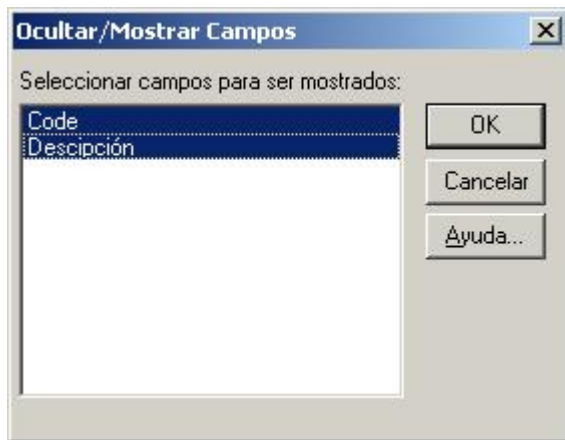 Ocultar/Mostrar Campos
Seleccionar campos para ser mostrados:
Code
Descipción
OK
Cancelar
Ayuda...